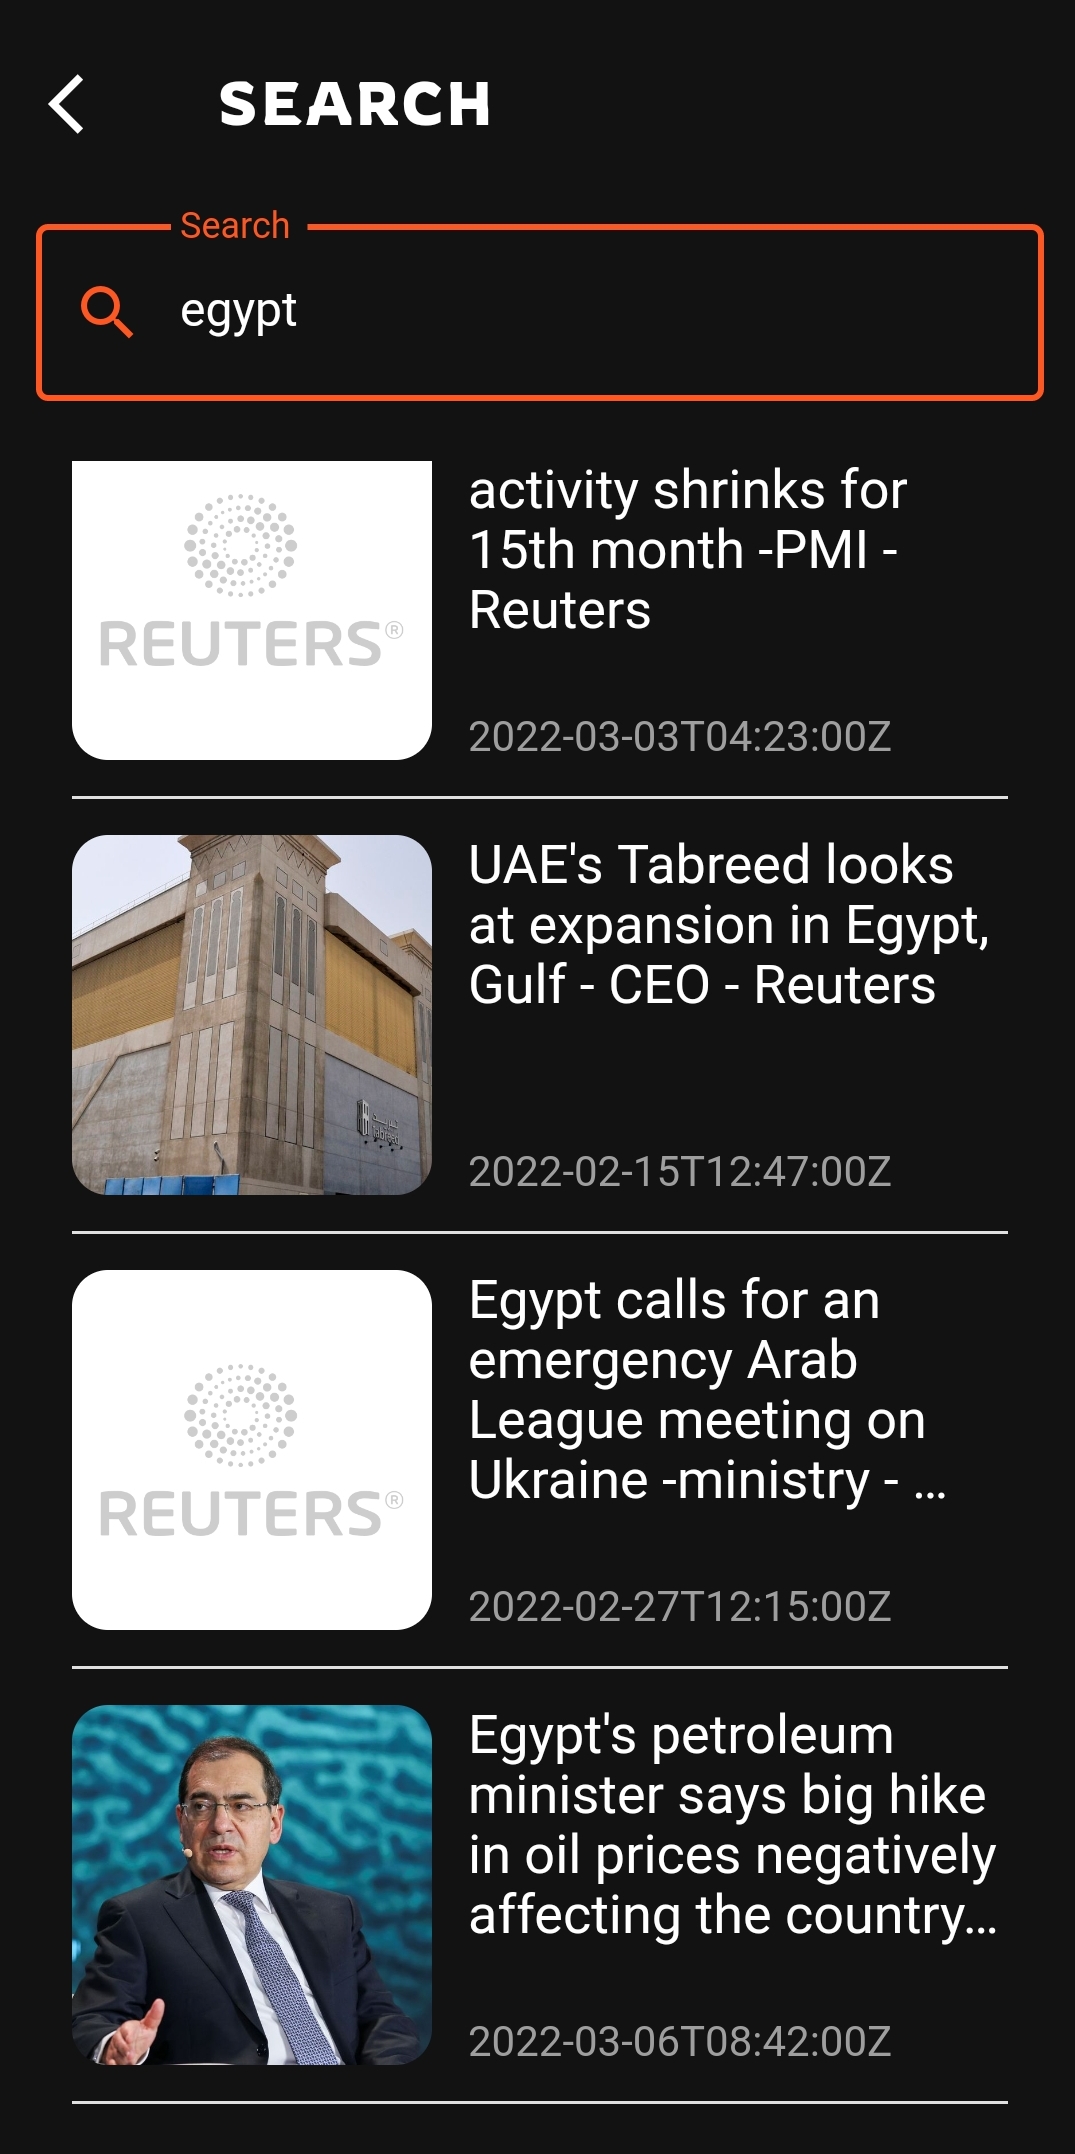 SEARCH
Search
egypt
REUTERS®
activity shrinks for
15th month -PMI -
Reuters
2022-03-03T04:23:00Z
UAE's Tabreed looks
at expansion in Egypt,
Gulf - CEO - Reuters
2022-02-15T12:47:00Z
REUTERS®
Egypt calls for an
emergency Arab
League meeting on
Ukraine -ministry - …
2022-02-27T12:15:00Z
Egypt's petroleum
minister says big hike
in oil prices negatively
affecting the country…
2022-03-06T08:42:00Z